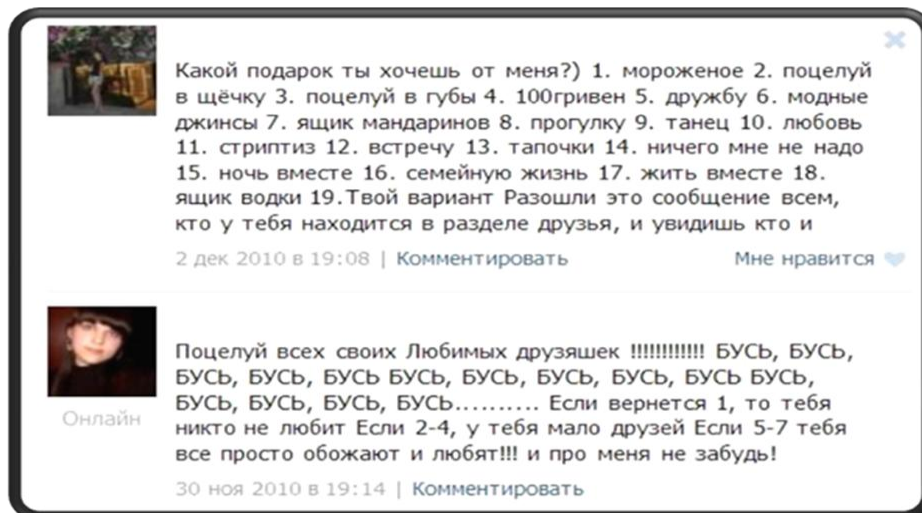 Какой подарок ты хочешь от меня?) 1. мороженое 2. поцелуй
в щёчку 3. поцелуй в губы 4. 100гривен 5. дружбу 6. модные
джинсы 7. ящик мандаринов 8. прогулку 9. танец 10. любовь
11. стриптиз 12. встречу 13. тапочки 14. ничего мне не надо
15. ночь вместе 16. семейную жизнь 17. жить вместе 18.
ящик водки 19.Твой вариант Разошли это сообщение всем,
кто у тебя находится в разделе друзья, и увидишь кто и
2 дек 2010 в 19:08 | Комментировать Мне нравится
Поцелуй всех своих Любимых друзяшек !!!!!!!!!!!! БУСЬ, БУСЬ,
БУСЬ, БУСЬ, БУСЬ БУСЬ, БУСЬ, БУСЬ, БУСЬ, БУСЬ БУСЬ,
БУСЬ, БУСЬ, БУСЬ, БУСЬ.......... Если вернется 1, то тебя
Онлайн
никто не любит Если 2-4, у тебя мало друзей Если 5-7 тебя
все просто обожают и любят!!! и про меня не забудь!
30 ноя 2010 в 19:14 | Комментировать